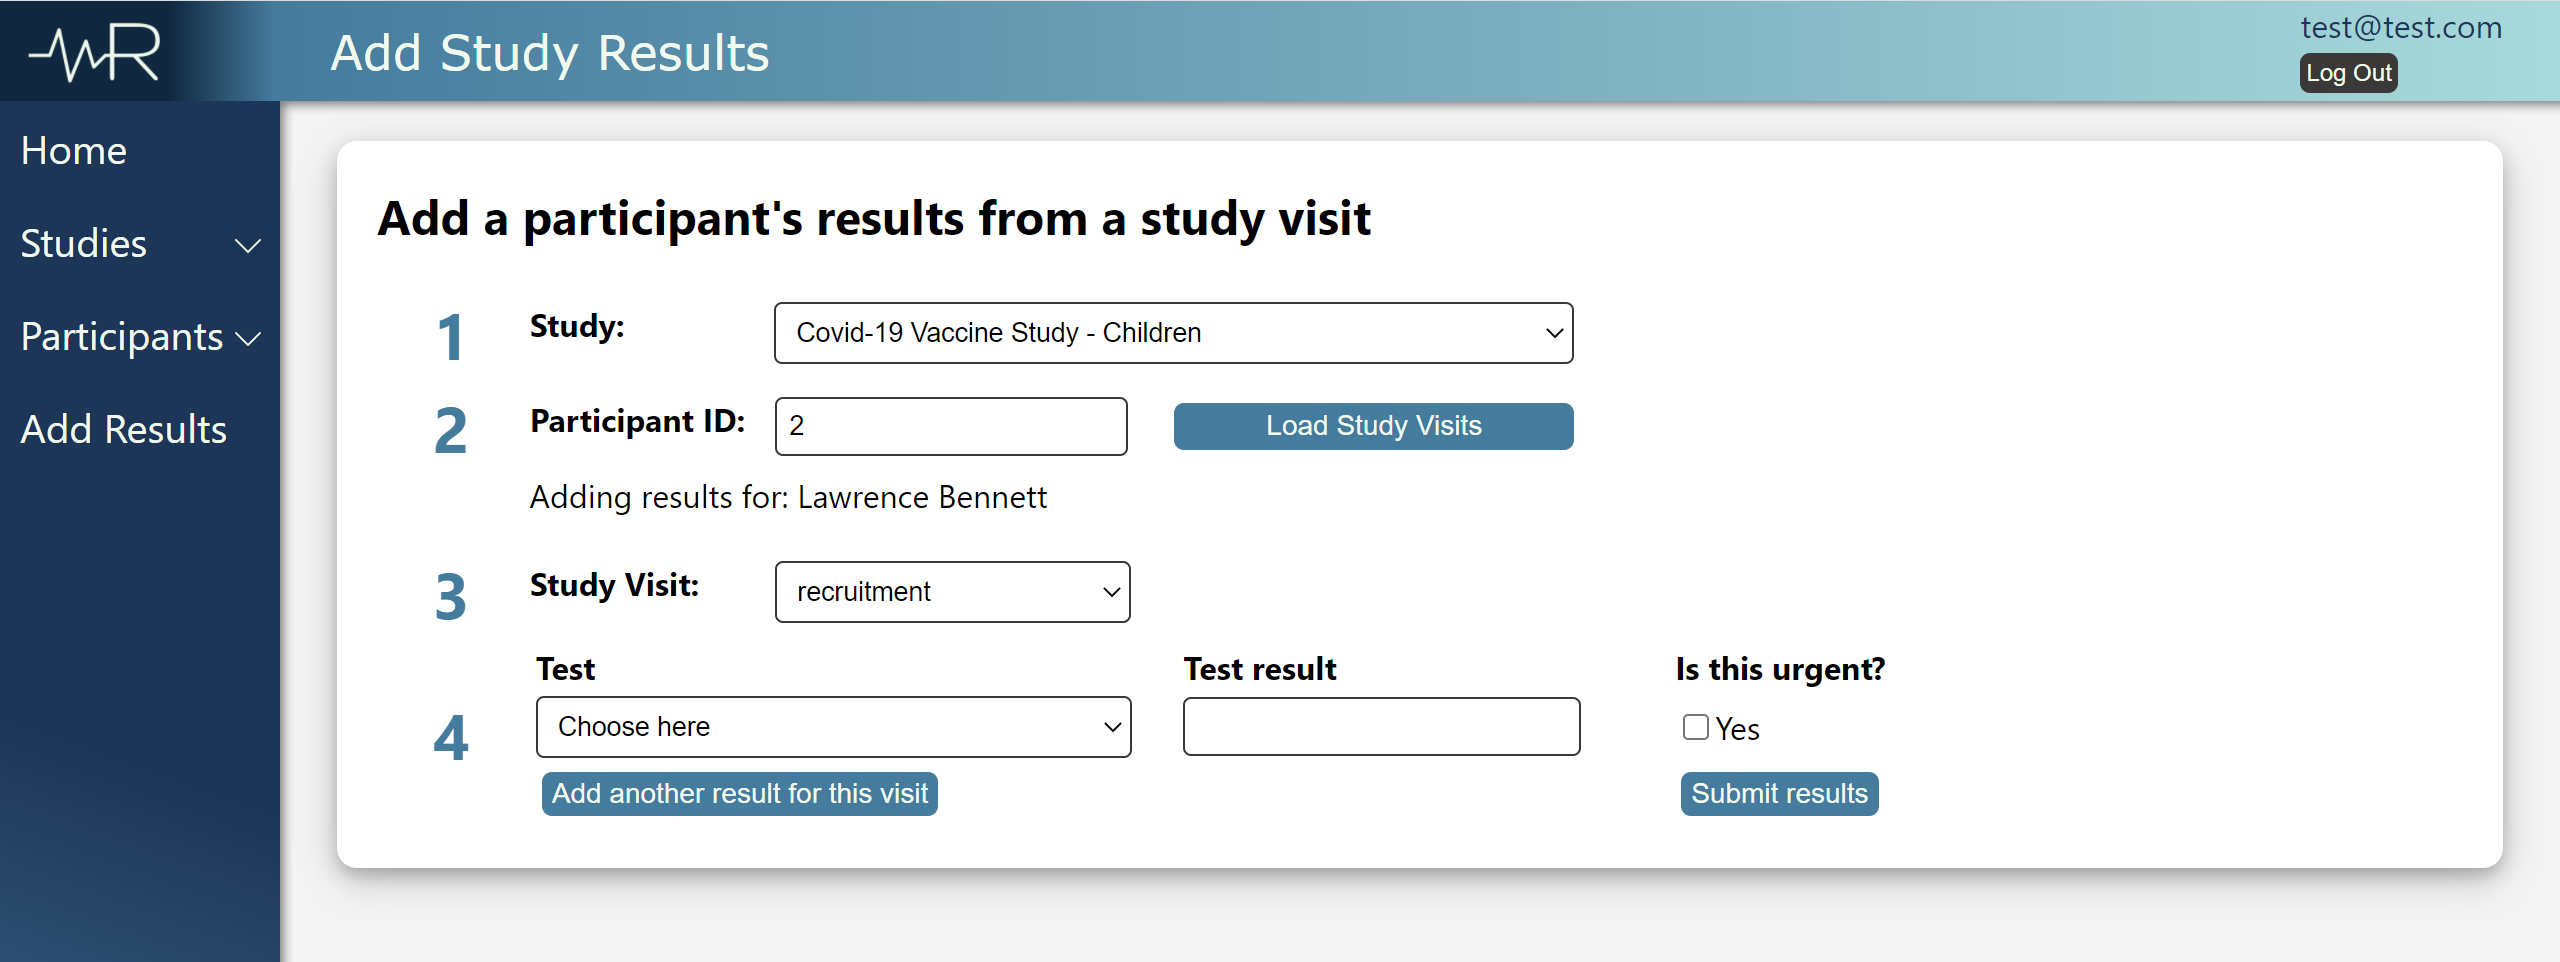 WR
Add Study Results
test@test.com
Log Out
Home
Studies
Participants
Add Results
Add a participant's results from a study visit
1 Study: Covid-19 Vaccine Study - Children
2 Participant ID: 2 Load Study Visits
Adding results for: Lawrence Bennett
3 Study Visit: recruitment
Test Test result Is this urgent?
4 Choose here Yes
Add another result for this visit Submit results